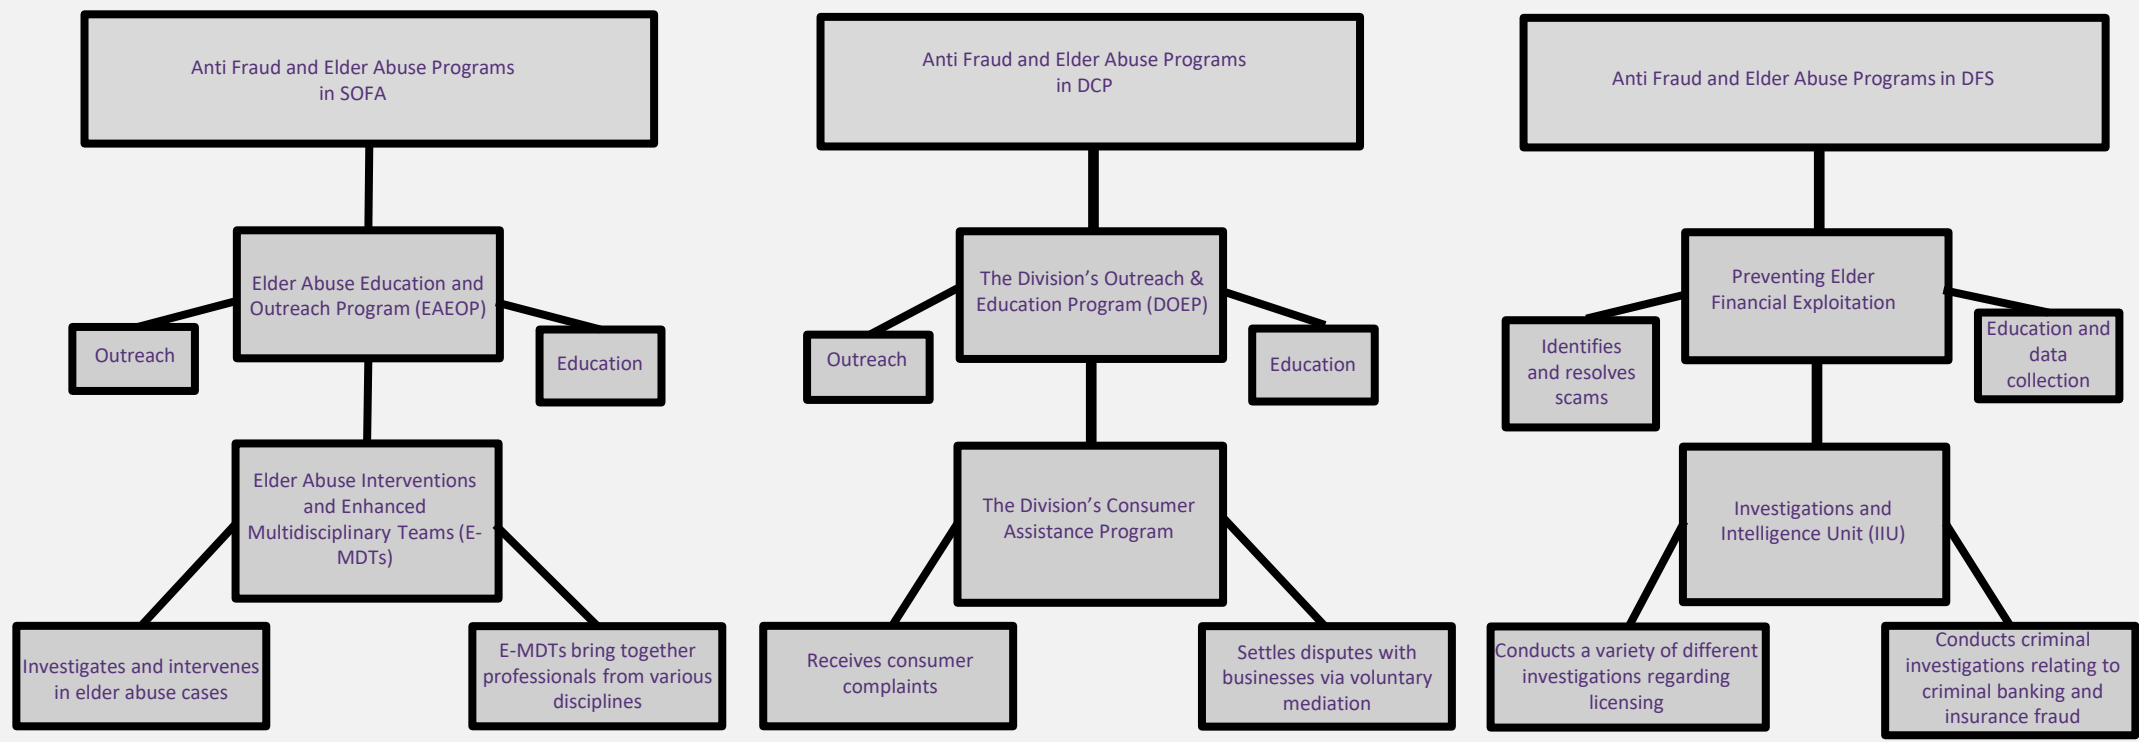 Anti Fraud and Elder Abuse Programs
in SOFA
Elder Abuse Education and
Outreach Program (EAEOP)
Outreach
Education
Elder Abuse Interventions
and Enhanced
Multidisciplinary Teams (E-
MDTs)
Investigates and intervenes
in elder abuse cases
E-MDTs bring together
professionals from various
disciplines
Anti Fraud and Elder Abuse Programs
in DCP
The Division’s Outreach &
Education Program (DOEP)
Outreach
Education
The Division’s Consumer
Assistance Program
Receives consumer
complaints
Settles disputes with
businesses via voluntary
mediation
Anti Fraud and Elder Abuse Programs in DFS
Preventing Elder
Financial Exploitation
Identifies
and resolves
scams
Education and
data
collection
Investigations and
Intelligence Unit (IIU)
Conducts a variety of different
investigations regarding
licensing
Conducts criminal
investigations relating to
criminal banking and
insurance fraud